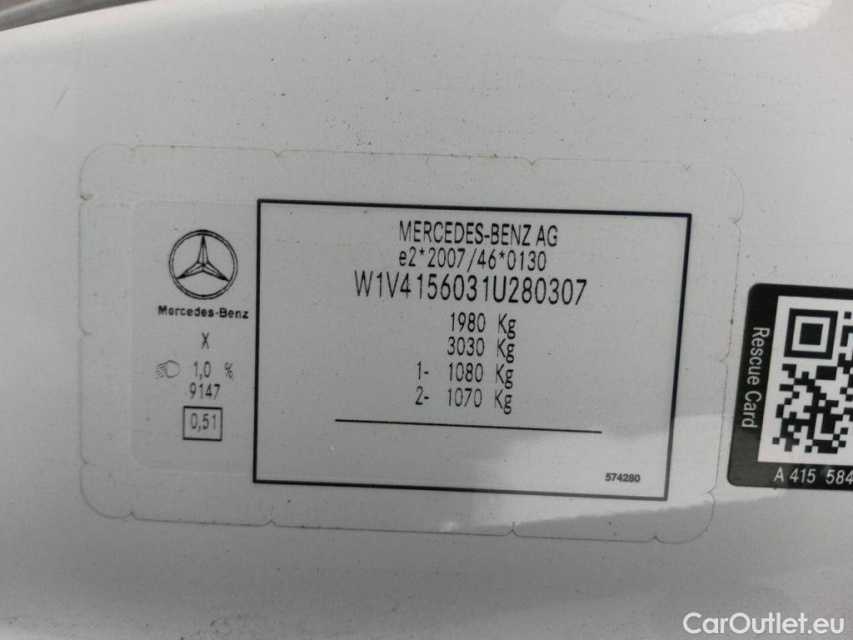 MERCEDES-BENZ AG
e2*2007/46*0130
W1V4156031U280307
1980 Kg
3030 Kg
1- 1080 Kg
2- 1070 Kg
574280
Mercedes-Benz
X
1,0 %
9147
0,51
Rescue Card
A 415 584
CarOutlet.eu